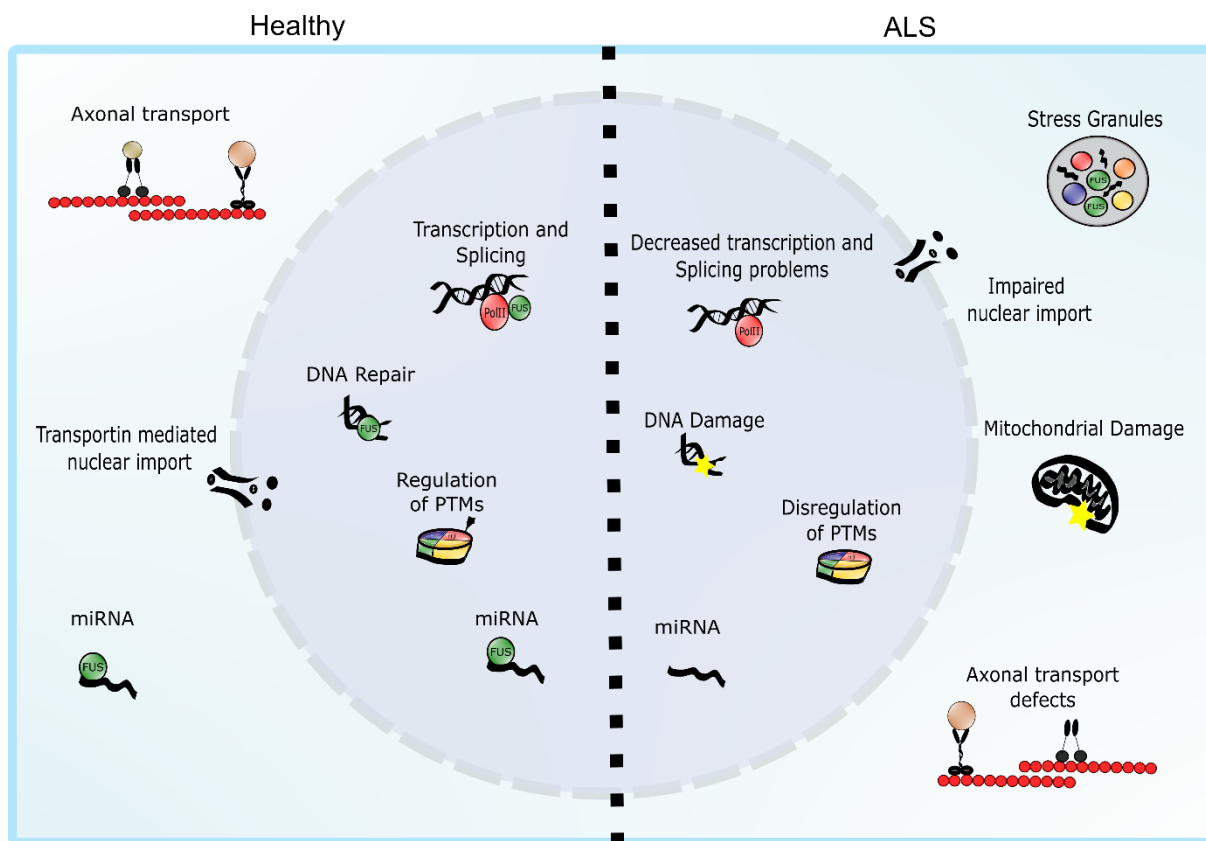 Healthy
ALS
Axonal transport
Transcription and
Splicing
PolII
FUS
DNA Repair
FUS
Transportin mediated
nuclear import
Regulation
of PTMs
miRNA
FUS
miRNA
FUS
Stress Granules
FUS
FUS
Decreased transcription and
Splicing problems
PolII
Impaired
nuclear import
DNA Damage
Mitochondrial Damage
Disregulation
of PTMs
miRNA
Axonal transport
defects